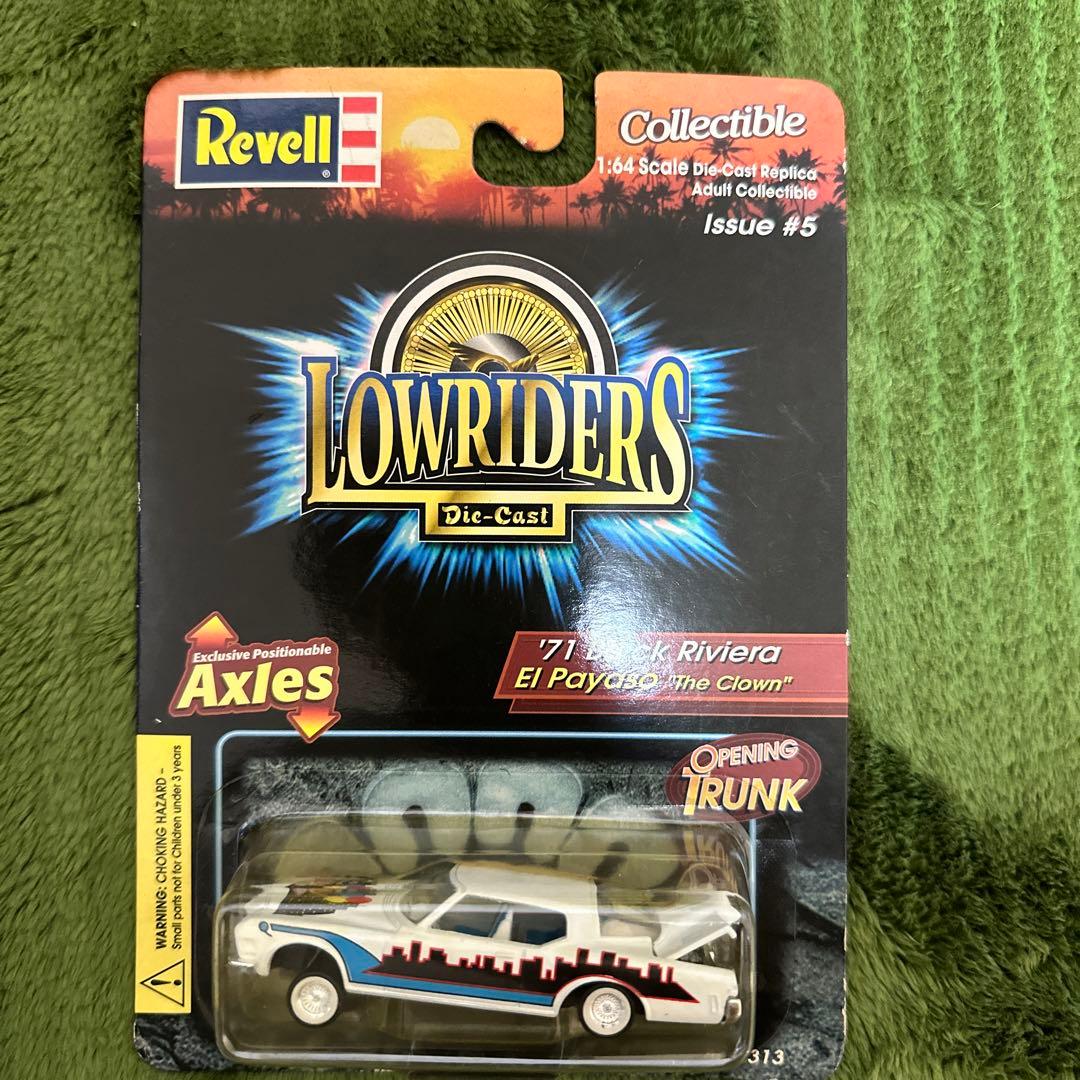 Revell
®
Collectible
1:64 Scale Die-Cast Replica
Adult Collectible
Issue #5
LOWRIDERS
Die-Cast
Exclusive Positionable
Axles
'71 Buick Riviera
El Payaso "The Clown"
OPENING
TRUNK
WARNING: CHOKING HAZARD –
Small parts not for Children under 3 years
313